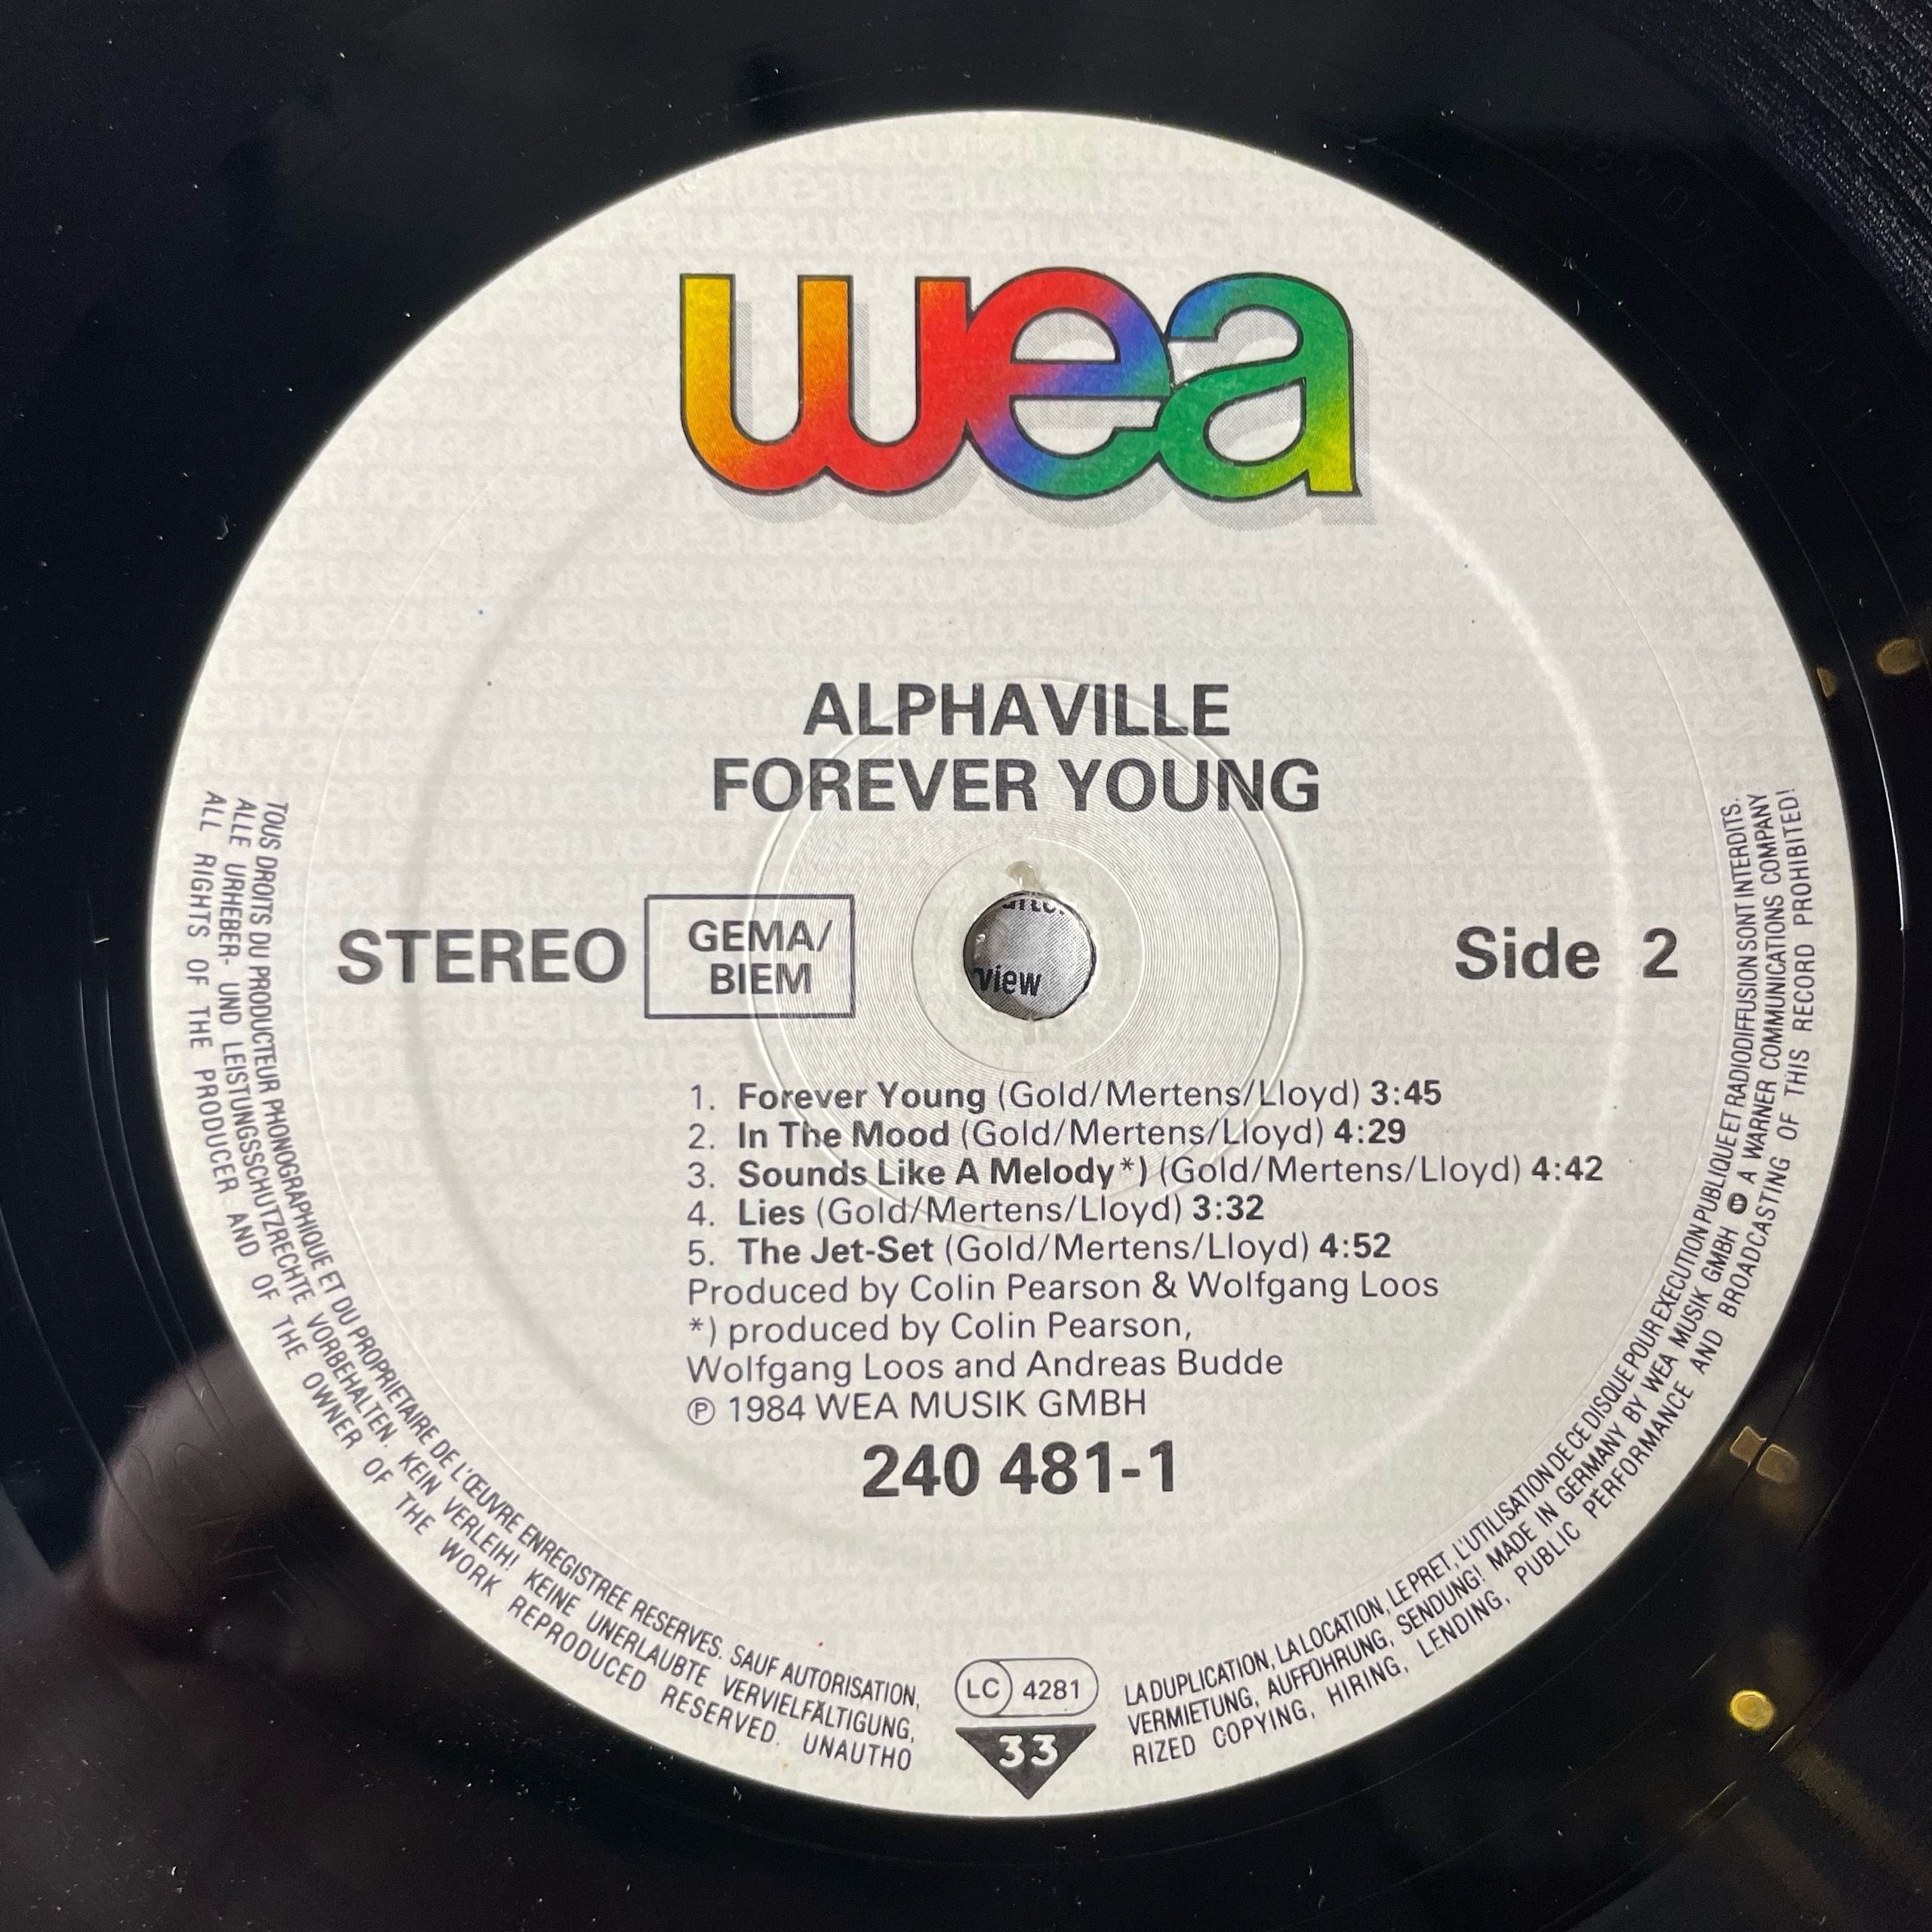 wea
ALPHAVILLE
FOREVER YOUNG
STEREO
GEMA/
BIEM
view
Side 2
1. Forever Young (Gold/Mertens/Lloyd) 3:45
2. In The Mood (Gold/Mertens/Lloyd) 4:29
3. Sounds Like A Melody*) (Gold/Mertens/Lloyd) 4:42
4. Lies (Gold/Mertens/Lloyd) 3:32
5. The Jet-Set (Gold/Mertens/Lloyd) 4:52
Produced by Colin Pearson & Wolfgang Loos
*) produced by Colin Pearson,
Wolfgang Loos and Andreas Budde
℗ 1984 WEA MUSIK GMBH
240 481-1
TOUS DROITS DU PRODUCTEUR PHONOGRAPHIQUE ET DU PROPRIETAIRE DE L'ŒUVRE ENREGISTREE RESERVES. SAUF AUTORISATION, LA DUPLICATION, LA LOCATION, LE PRET, L'UTILISATION DE CE DISQUE POUR EXECUTION PUBLIQUE ET RADIODIFFUSION SONT INTERDITS.
ALLE URHEBER- UND LEISTUNGSSCHUTZRECHTE VORBEHALTEN. KEIN VERLEIH! KEINE UNERLAUBTE VERVIELFÄLTIGUNG, VERMIETUNG, AUFFÜHRUNG, SENDUNG! MADE IN GERMANY BY WEA MUSIK GMBH A WARNER COMMUNICATIONS COMPANY
ALL RIGHTS OF THE PRODUCER AND OF THE OWNER OF THE WORK REPRODUCED RESERVED. UNAUTHO RIZED COPYING, HIRING, LENDING, PUBLIC PERFORMANCE AND BROADCASTING OF THIS RECORD PROHIBITED!
LC 4281
33